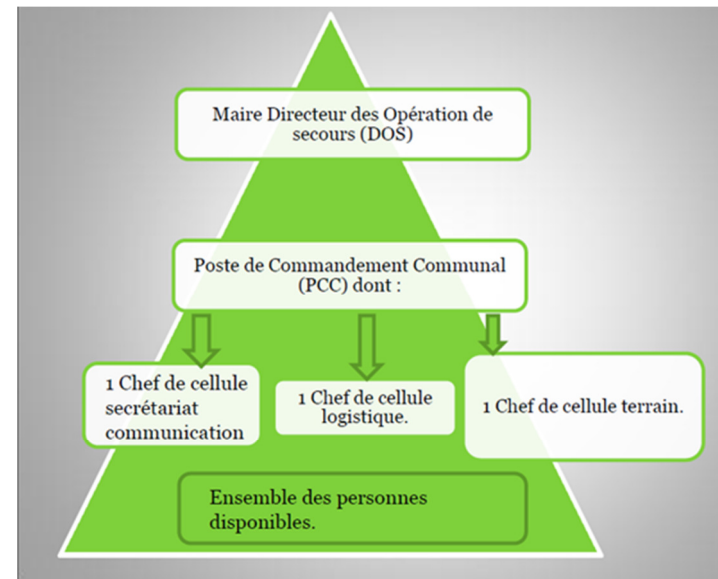 Maire Directeur des Opération de
secours (DOS)
Poste de Commandement Communal
(PCC) dont :
1 Chef de cellule
secrétariat
communication
1 Chef de cellule
logistique.
1 Chef de cellule terrain.
Ensemble des personnes
disponibles.